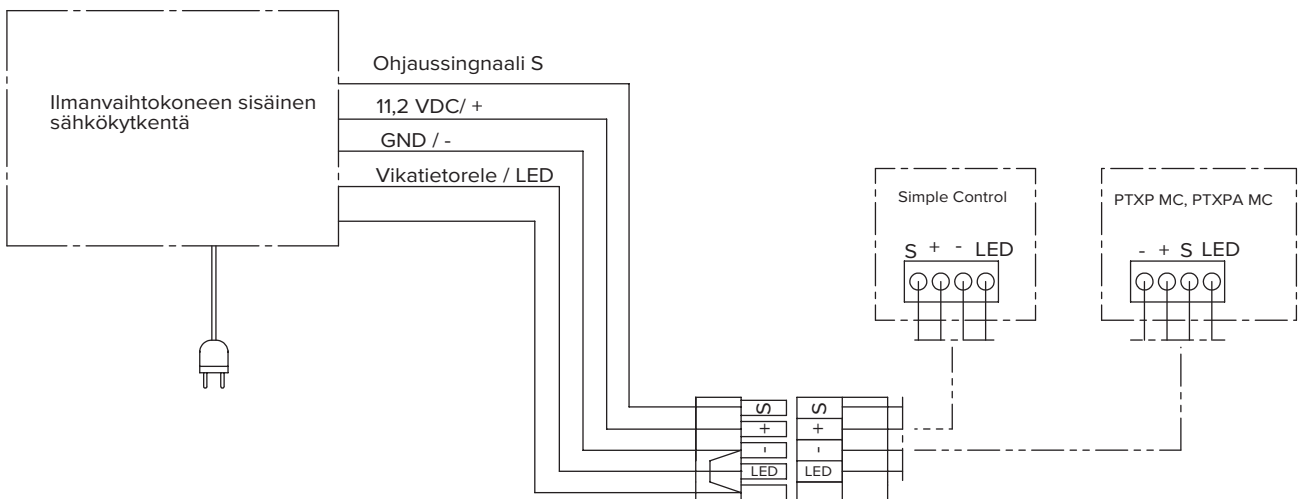 Ohjaussingnaali S
Ilmanvaihtokoneen sisäinen
sähkökytkentä
11,2 VDC/ +
GND / -
Vikatietorele / LED
Simple Control
S + - LED
PTXP MC, PTXPA MC
- + S LED
S S
+ +
- -
LED LED